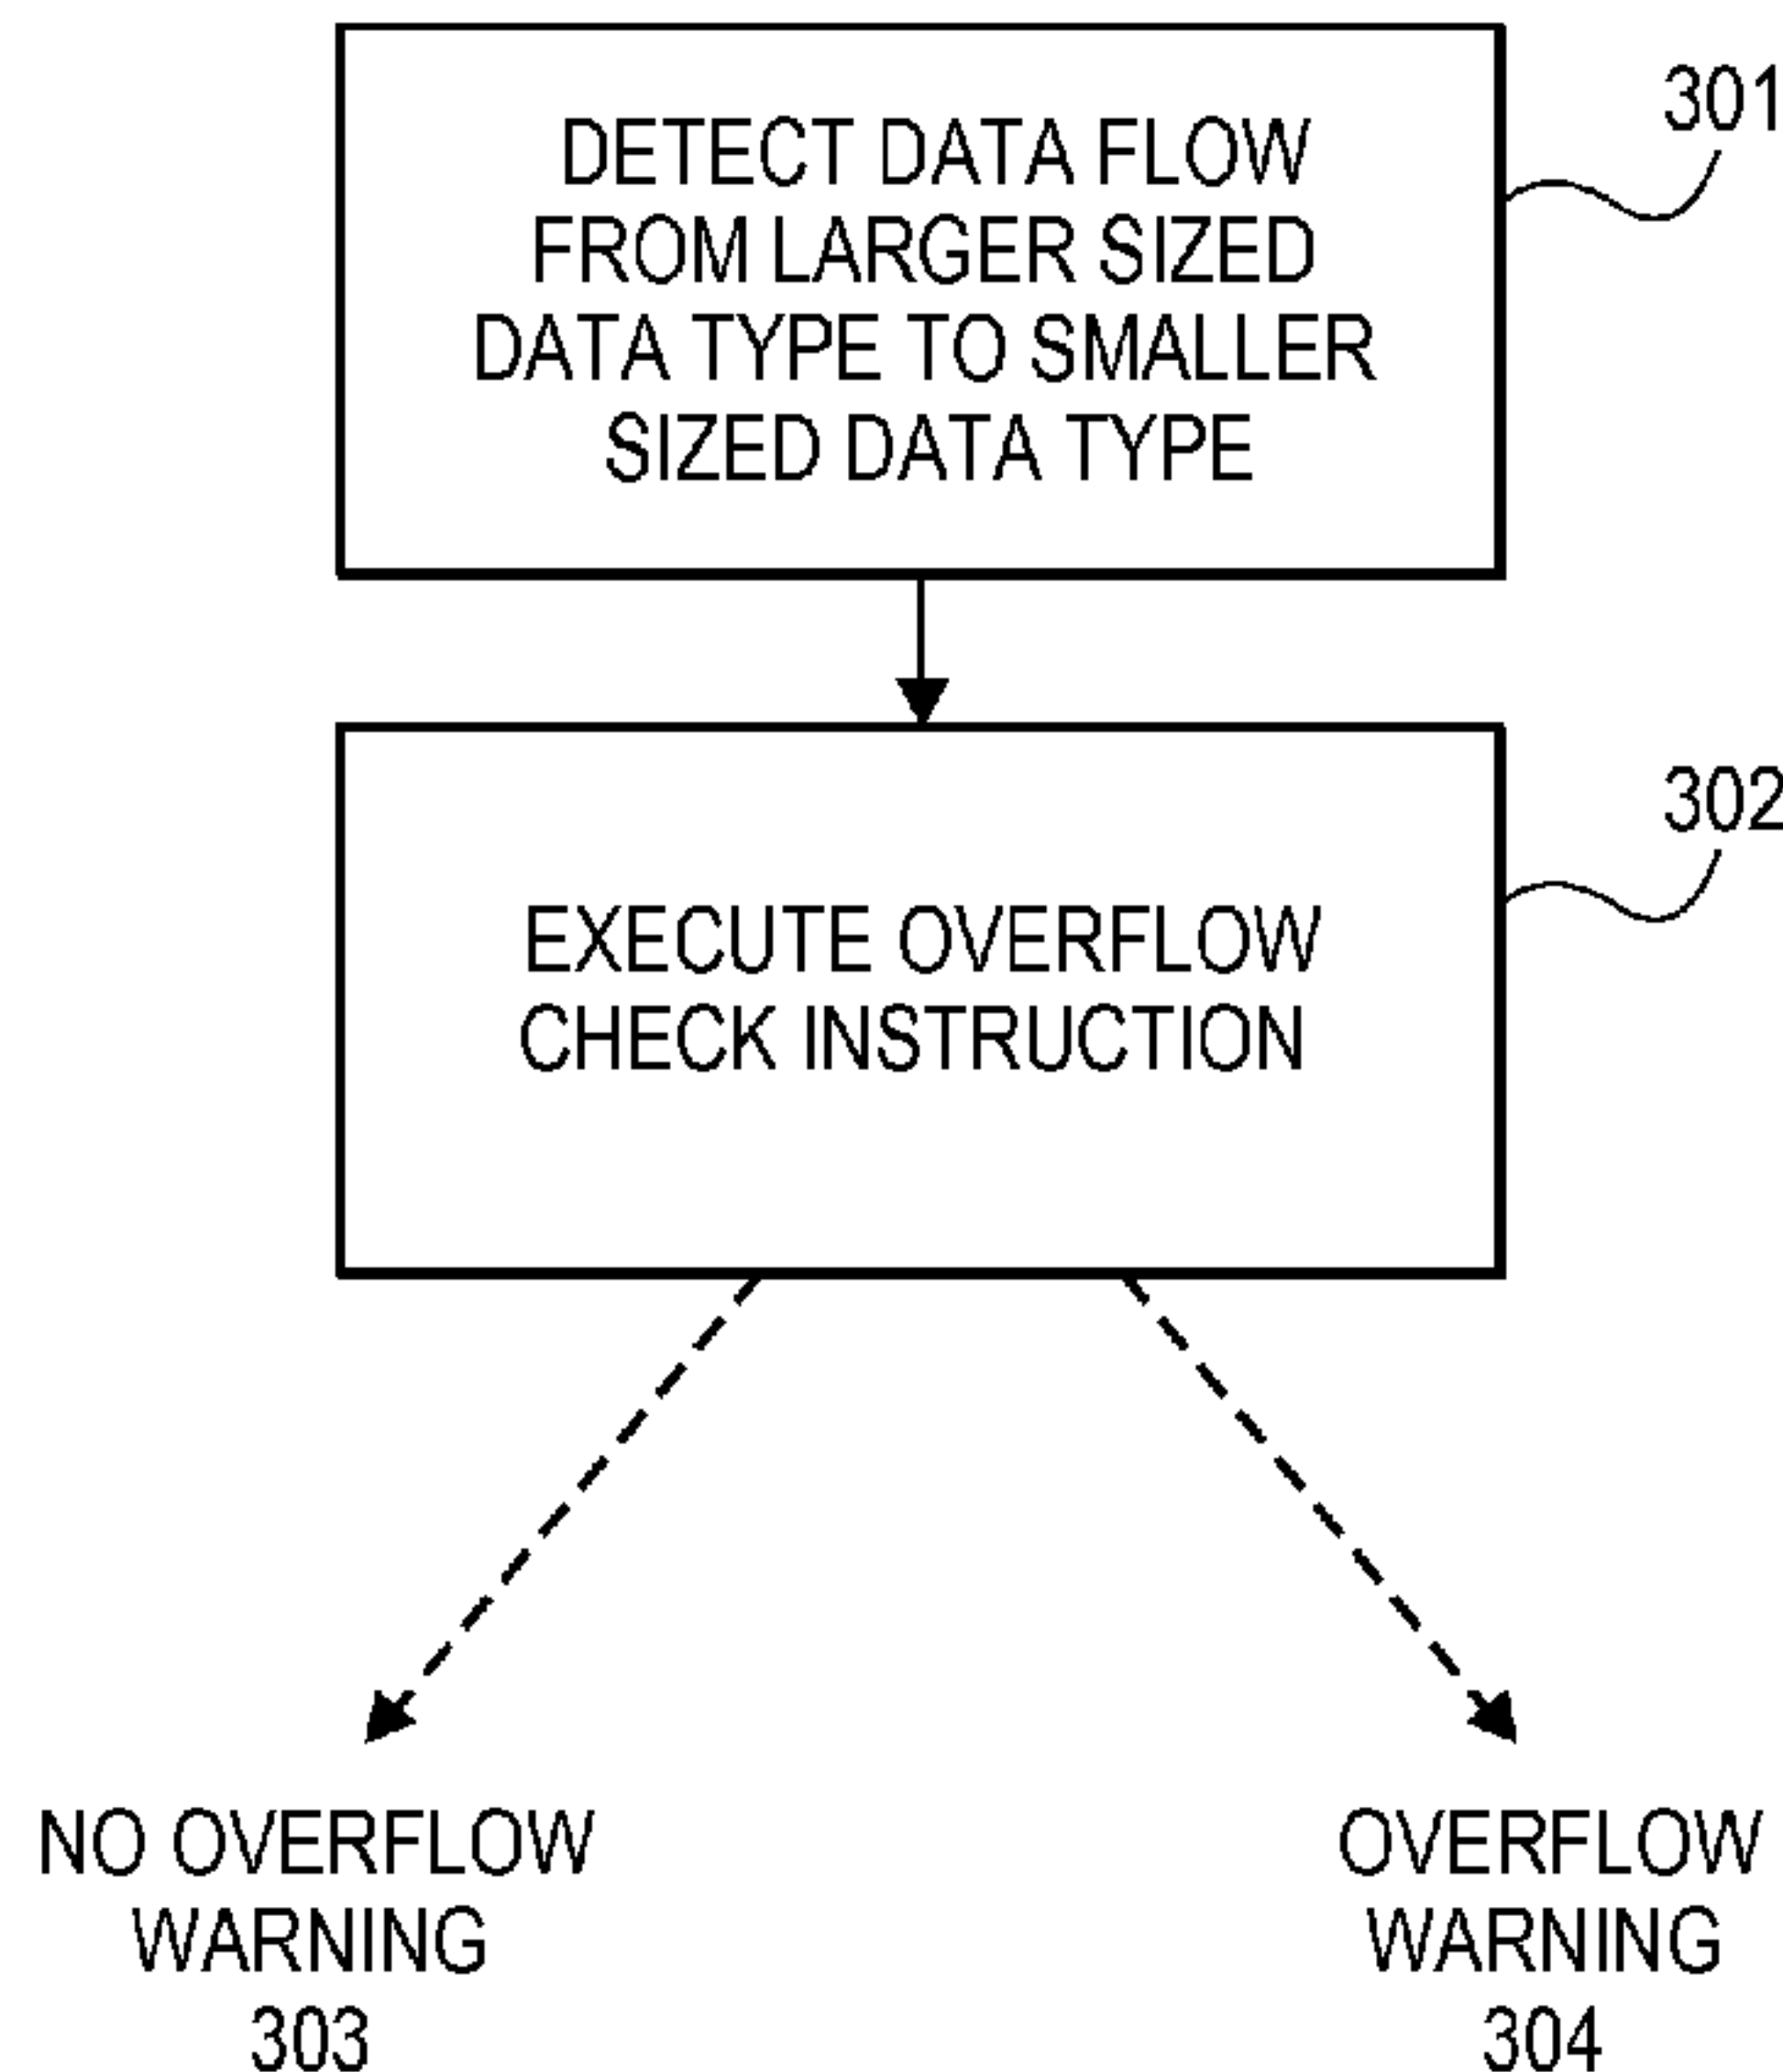 DETECT DATA FLOW
FROM LARGER SIZED
DATA TYPE TO SMALLER
SIZED DATA TYPE
301
EXECUTE OVERFLOW
CHECK INSTRUCTION
302
NO OVERFLOW
WARNING
303
OVERFLOW
WARNING
304